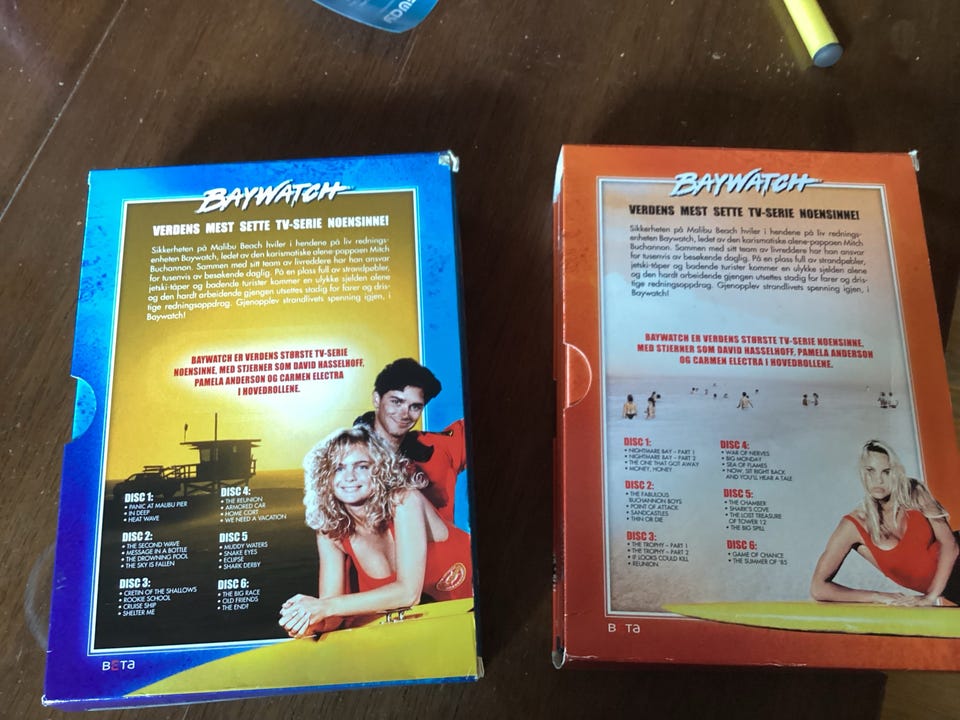 BAYWATCH
VERDENS MEST SETTE TV-SERIE NOENSINNE!
Sikkerheten på Malibu Beach hviler i hendene på liv rednings-
enheten Baywatch, ledet av den karismatiske alene-pappaen Mitch
Buchannon. Sammen med sitt team av livreddere har han ansvar
for tusenvis av besøkende daglig. På en plass full av strandpebler,
jetski-tåper og badende turister kommer en ulykke sjelden alene
og den hardt arbeidende gjengen utsettes stadig for farer og dris-
tige redningsoppdrag. Gjenopplev strandlivets spenning igjen, i
Baywatch!
BAYWATCH ER VERDENS STØRSTE TV-SERIE
NOENSINNE, MED STJERNER SOM DAVID HASSELHOFF,
PAMELA ANDERSON OG CARMEN ELECTRA
I HOVEDROLLENE.
DISC 1:
• PANIC AT MALIBU PIER
• IN DEEP
• HEAT WAVE
DISC 2:
• THE SECOND WAVE
• MESSAGE IN A BOTTLE
• THE DROWNING POOL
• THE SKY IS FALLEN
DISC 3:
• CRETIN OF THE SHALLOWS
• ROOKIE SCHOOL
• CRUISE SHIP
• SHELTER ME
DISC 4:
• THE REUNION
• ARMORED CAR
• HOME CORT
• WE NEED A VACATION
DISC 5
• MUDDY WATERS
• SNAKE EYES
• ECLIPSE
• SHARK DERBY
DISC 6:
• THE BIG RACE
• OLD FRIENDS
• THE END?
BETA
BAYWATCH
VERDENS MEST SETTE TV-SERIE NOENSINNE!
Sikkerheten på Malibu Beach hviler i hendene på liv rednings-
enheten Baywatch, ledet av den karismatiske alene-pappaen Mitch
Buchannon. Sammen med sitt team av livreddere har han ansvar
for tusenvis av besøkende daglig. På en plass full av strandpebler,
jetski-tåper og badende turister kommer en ulykke sjelden alene
og den hardt arbeidende gjengen utsettes stadig for farer og dris-
tige redningsoppdrag. Gjenopplev strandlivets spenning igjen, i
Baywatch!
BAYWATCH ER VERDENS STØRSTE TV-SERIE NOENSINNE,
MED STJERNER SOM DAVID HASSELHOFF, PAMELA ANDERSON
OG CARMEN ELECTRA I HOVEDROLLENE.
DISC 1:
• NIGHTMARE BAY – PART 1
• NIGHTMARE BAY – PART 2
• THE ONE THAT GOT AWAY
• MONEY, HONEY
DISC 2:
• THE FABULOUS
BUCHANNON BOYS
• POINT OF ATTACK
• SANDCASTLES
• THIN OR DIE
DISC 3:
• THE TROPHY – PART 1
• THE TROPHY – PART 2
• IF LOOKS COULD KILL
• REUNION
DISC 4:
• WAR OF NERVES
• BIG MONDAY
• SEA OF FLAMES
• NOW, SIT RIGHT BACK
AND YOU'LL HEAR A TALE
DISC 5:
• THE CHAMBER
• SHARK'S COVE
• THE LOST TREASURE
OF TOWER 12
• THE BIG SPILL
DISC 6:
• GAME OF CHANCE
• THE SUMMER OF '85
B Ta